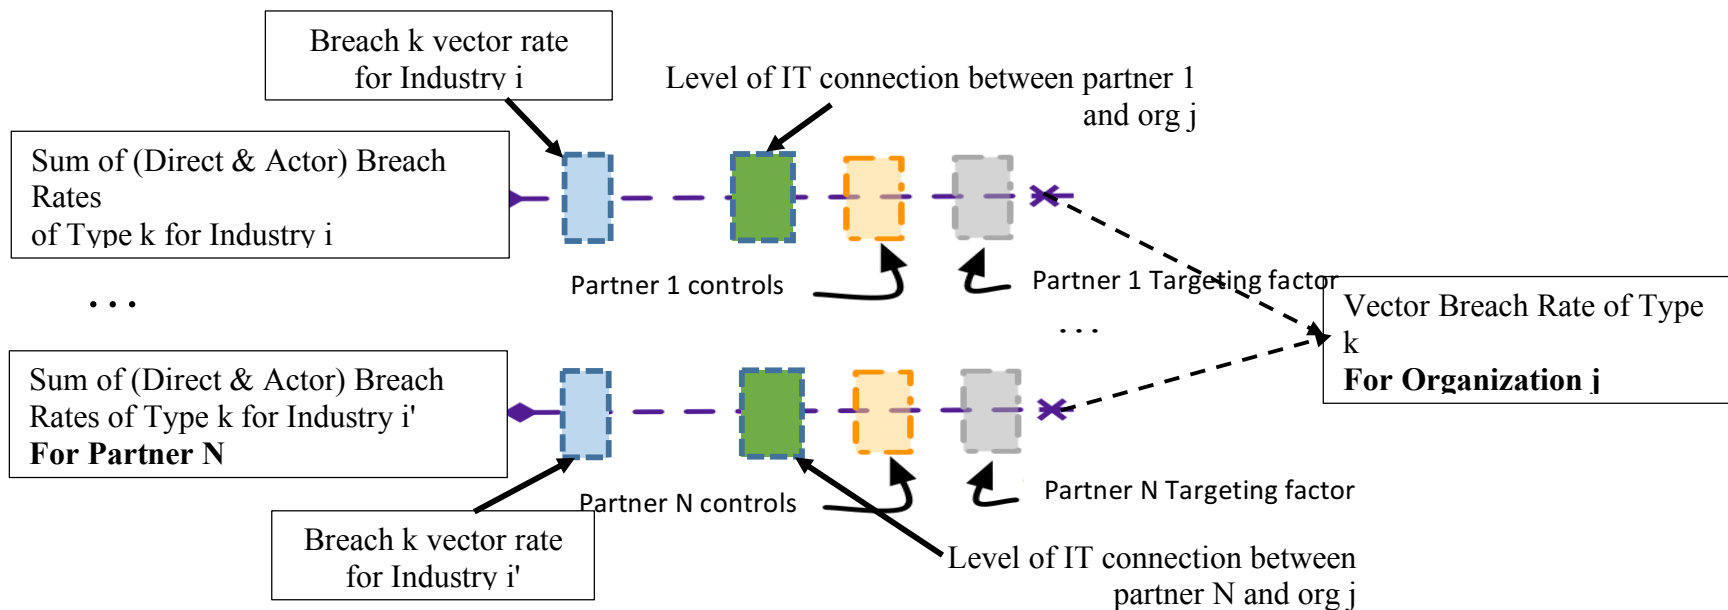 Breach k vector rate
for Industry i
Level of IT connection between partner 1
and org j
Sum of (Direct & Actor) Breach
Rates
of Type k for Industry i
Partner 1 controls
Partner 1 Targeting factor
...
...
Vector Breach Rate of Type
k
For Organization j
Sum of (Direct & Actor) Breach
Rates of Type k for Industry i'
For Partner N
Partner N controls
Partner N Targeting factor
Breach k vector rate
for Industry i'
Level of IT connection between
partner N and org j